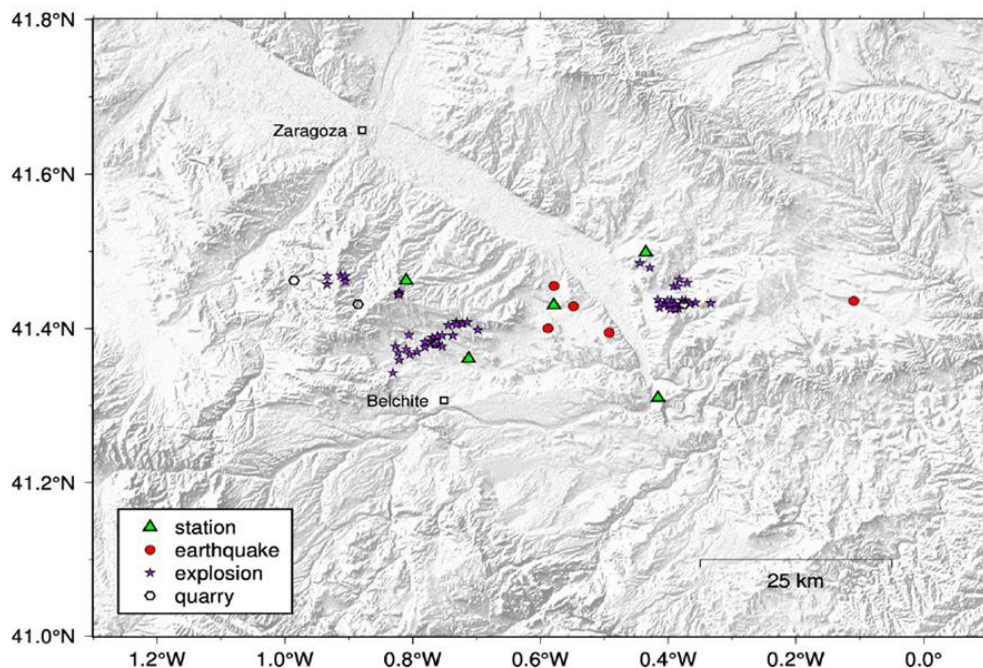 41.8°N
Zaragoza
41.6°N
41.4°N
Belchite
41.2°N
station
earthquake
explosion
quarry
25 km
41.0°N
1.2°W 1.0°W 0.8°W 0.6°W 0.4°W 0.2°W 0.0°